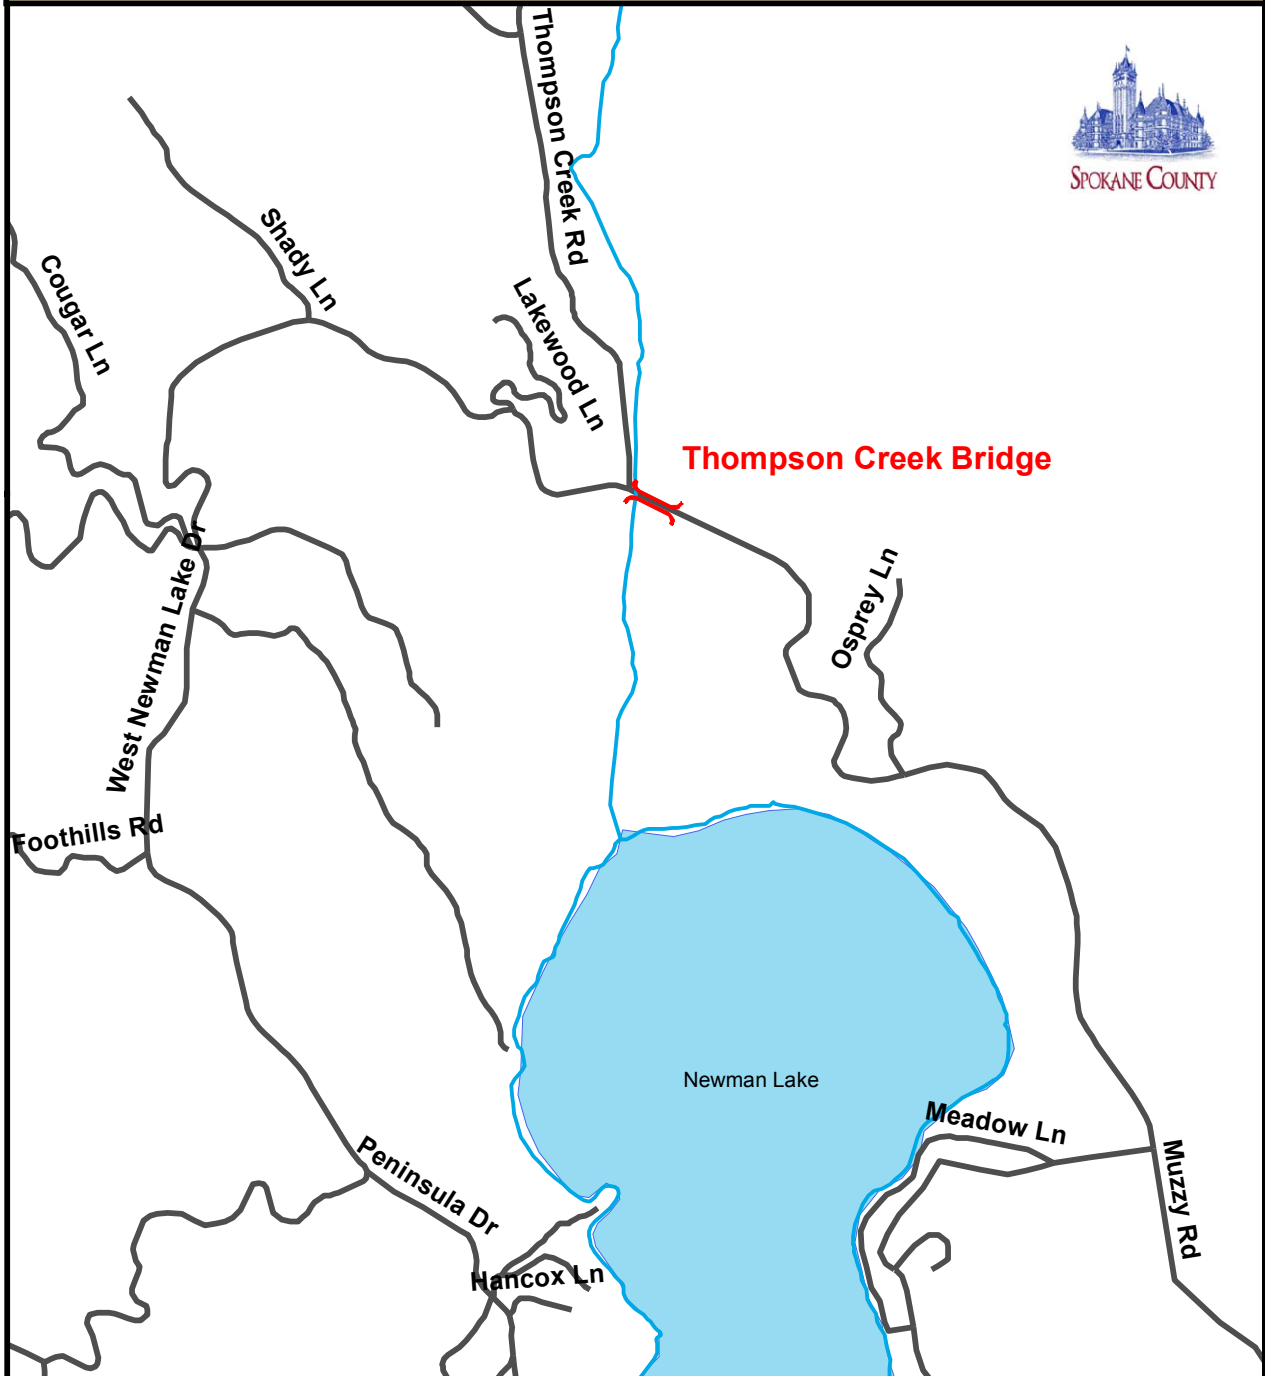 Thompson Creek Rd
SPOKANE COUNTY
Shady Ln
Cougar Ln
Lakewood Ln
Thompson Creek Bridge
West Newman Lake Dr
Osprey Ln
Foothills Rd
Newman Lake
Meadow Ln
Peninsula Dr
Muzzy Rd
Hancox Ln